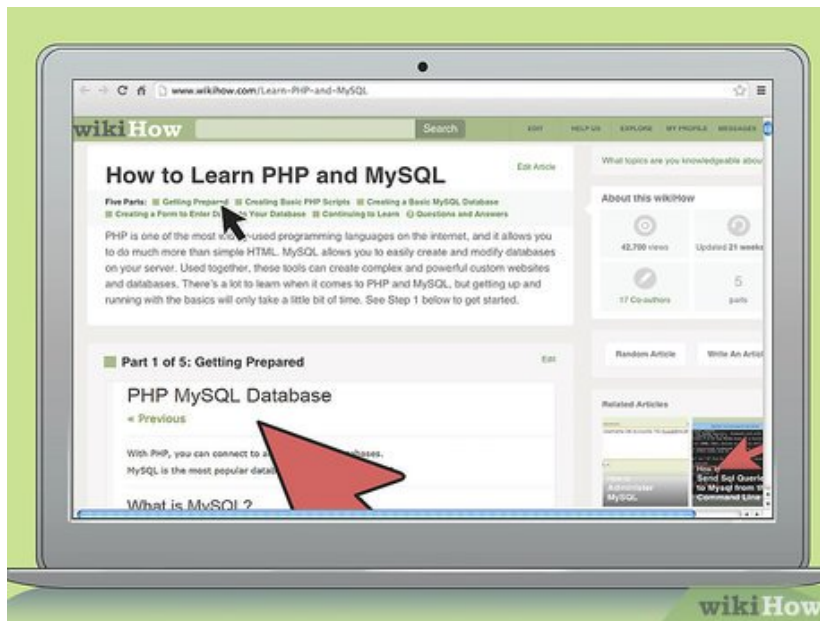 www.wikihow.com/Learn-PHP-and-MySQL
wikiHow Search EDIT HELP US EXPLORE MY PROFILE MESSAGES
How to Learn PHP and MySQL
Edit Article
Five Parts: Getting Prepared Creating Basic PHP Scripts Creating a Basic MySQL Database
Creating a Form to Enter to Your Database Continuing to Learn Questions and Answers
PHP is one of the most used programming languages on the internet, and it allows you
to do much more than simple HTML. MySQL allows you to easily create and modify databases
on your server. Used together, these tools can create complex and powerful custom websites
and databases. There's a lot to learn when it comes to PHP and MySQL, but getting up and
running with the basics will only take a little bit of time. See Step 1 below to get started.
Part 1 of 5: Getting Prepared
Edit
PHP MySQL Database
« Previous
With PHP, you can connect to
MySQL is the most popular
What is MySQL?
What topics are you knowledgeable
About this wikiHow
42,700 views
Updated 21 weeks
17 Co-authors
5
parts
Random Article
Write An
Related Articles
Administer
MySQL
Send Sql
to Mysql from
Command Line
wikiHow